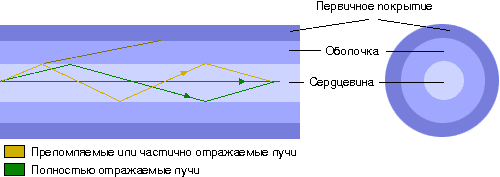 Первичное покрытие
Оболочка
Сердцевина
Преломляемые или частично отражаемые лучи
Полностью отражаемые лучи